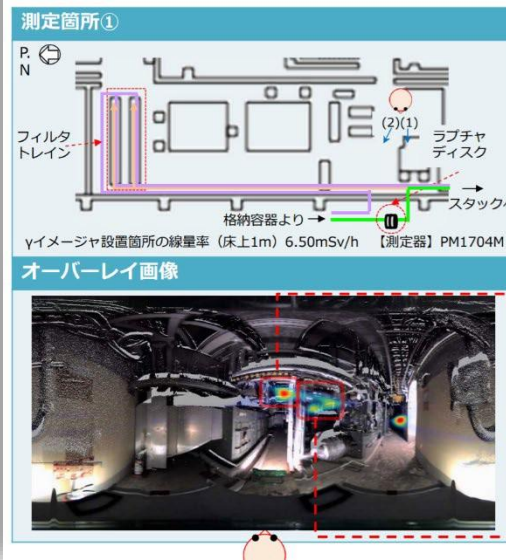 測定箇所①
P.
N
(2)(1)
フィルタ
トレイン
ラプチャ
ディスク
スタックへ
格納容器より
γイメージャ設置箇所の線量率（床上1m）6.50mSv/h 【測定器】PM1704M
オーバーレイ画像